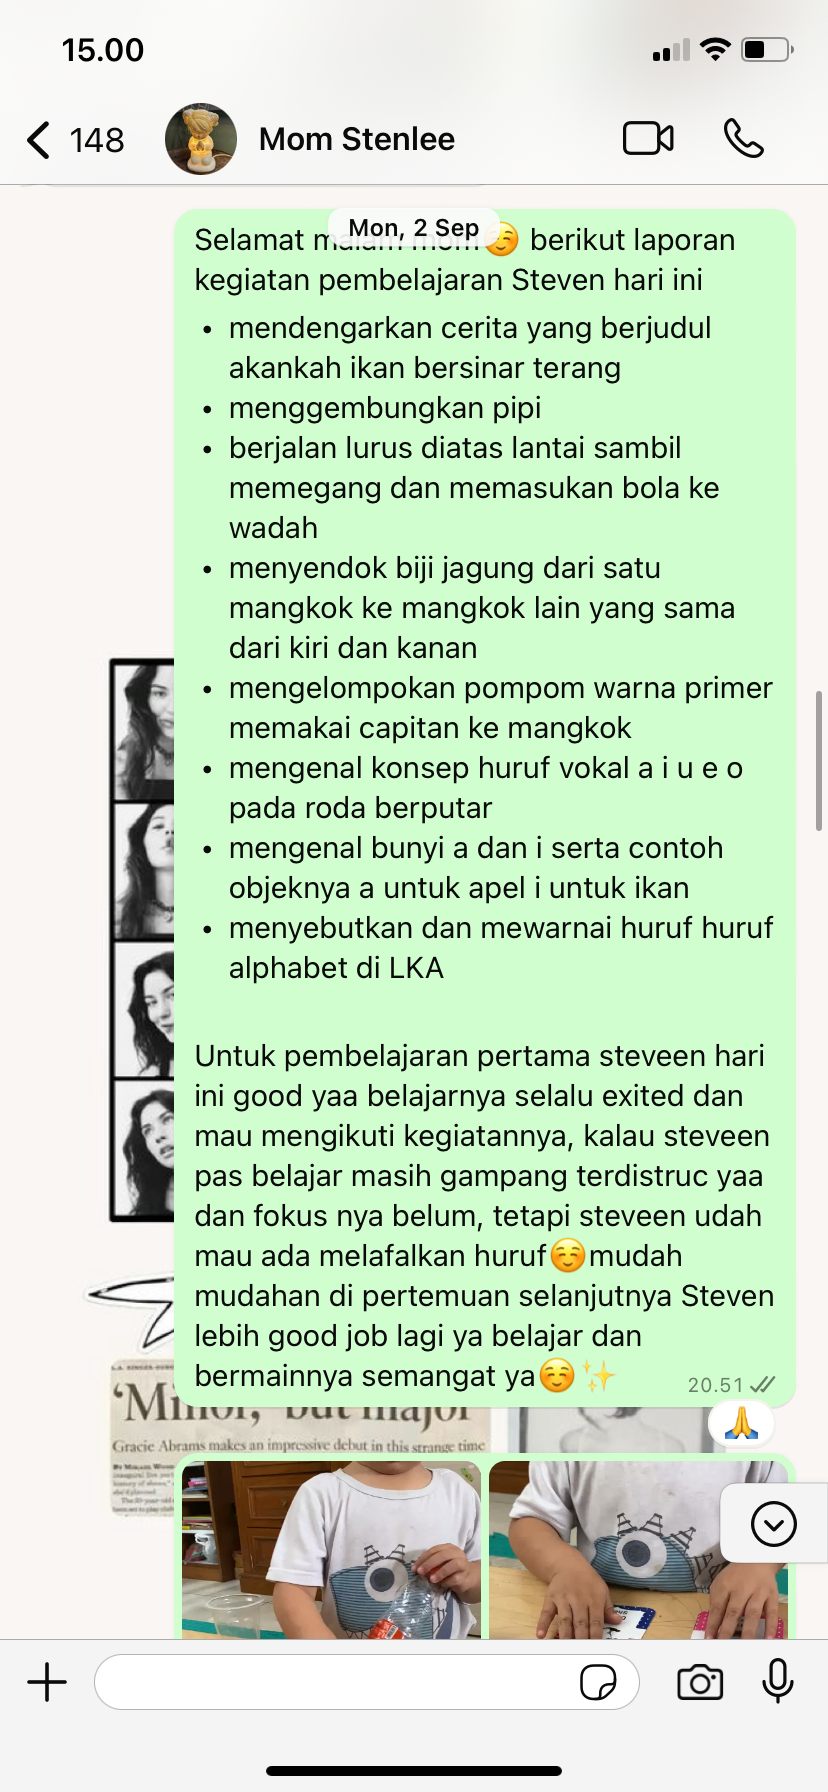 15.00
148
Mom Stenlee
Mon, 2 Sep
Selamat malam mom☺️ berikut laporan
kegiatan pembelajaran Steven hari ini
• mendengarkan cerita yang berjudul
akankah ikan bersinar terang
• menggembungkan pipi
• berjalan lurus diatas lantai sambil
memegang dan memasukan bola ke
wadah
• menyendok biji jagung dari satu
mangkok ke mangkok lain yang sama
dari kiri dan kanan
• mengelompokan pompom warna primer
memakai capitan ke mangkok
• mengenal konsep huruf vokal a i u e o
pada roda berputar
• mengenal bunyi a dan i serta contoh
objeknya a untuk apel i untuk ikan
• menyebutkan dan mewarnai huruf huruf
alphabet di LKA
Untuk pembelajaran pertama steveen hari
ini good yaa belajarnya selalu exited dan
mau mengikuti kegiatannya, kalau steveen
pas belajar masih gampang terdistruc yaa
dan fokus nya belum, tetapi steveen udah
mau ada melafalkan huruf☺️mudah
mudahan di pertemuan selanjutnya Steven
lebih good job lagi ya belajar dan
bermainnya semangat ya☺️✨
20.51
🙏
‘Minor,’ but major
Gracie Abrams makes an impressive debut in this strange time